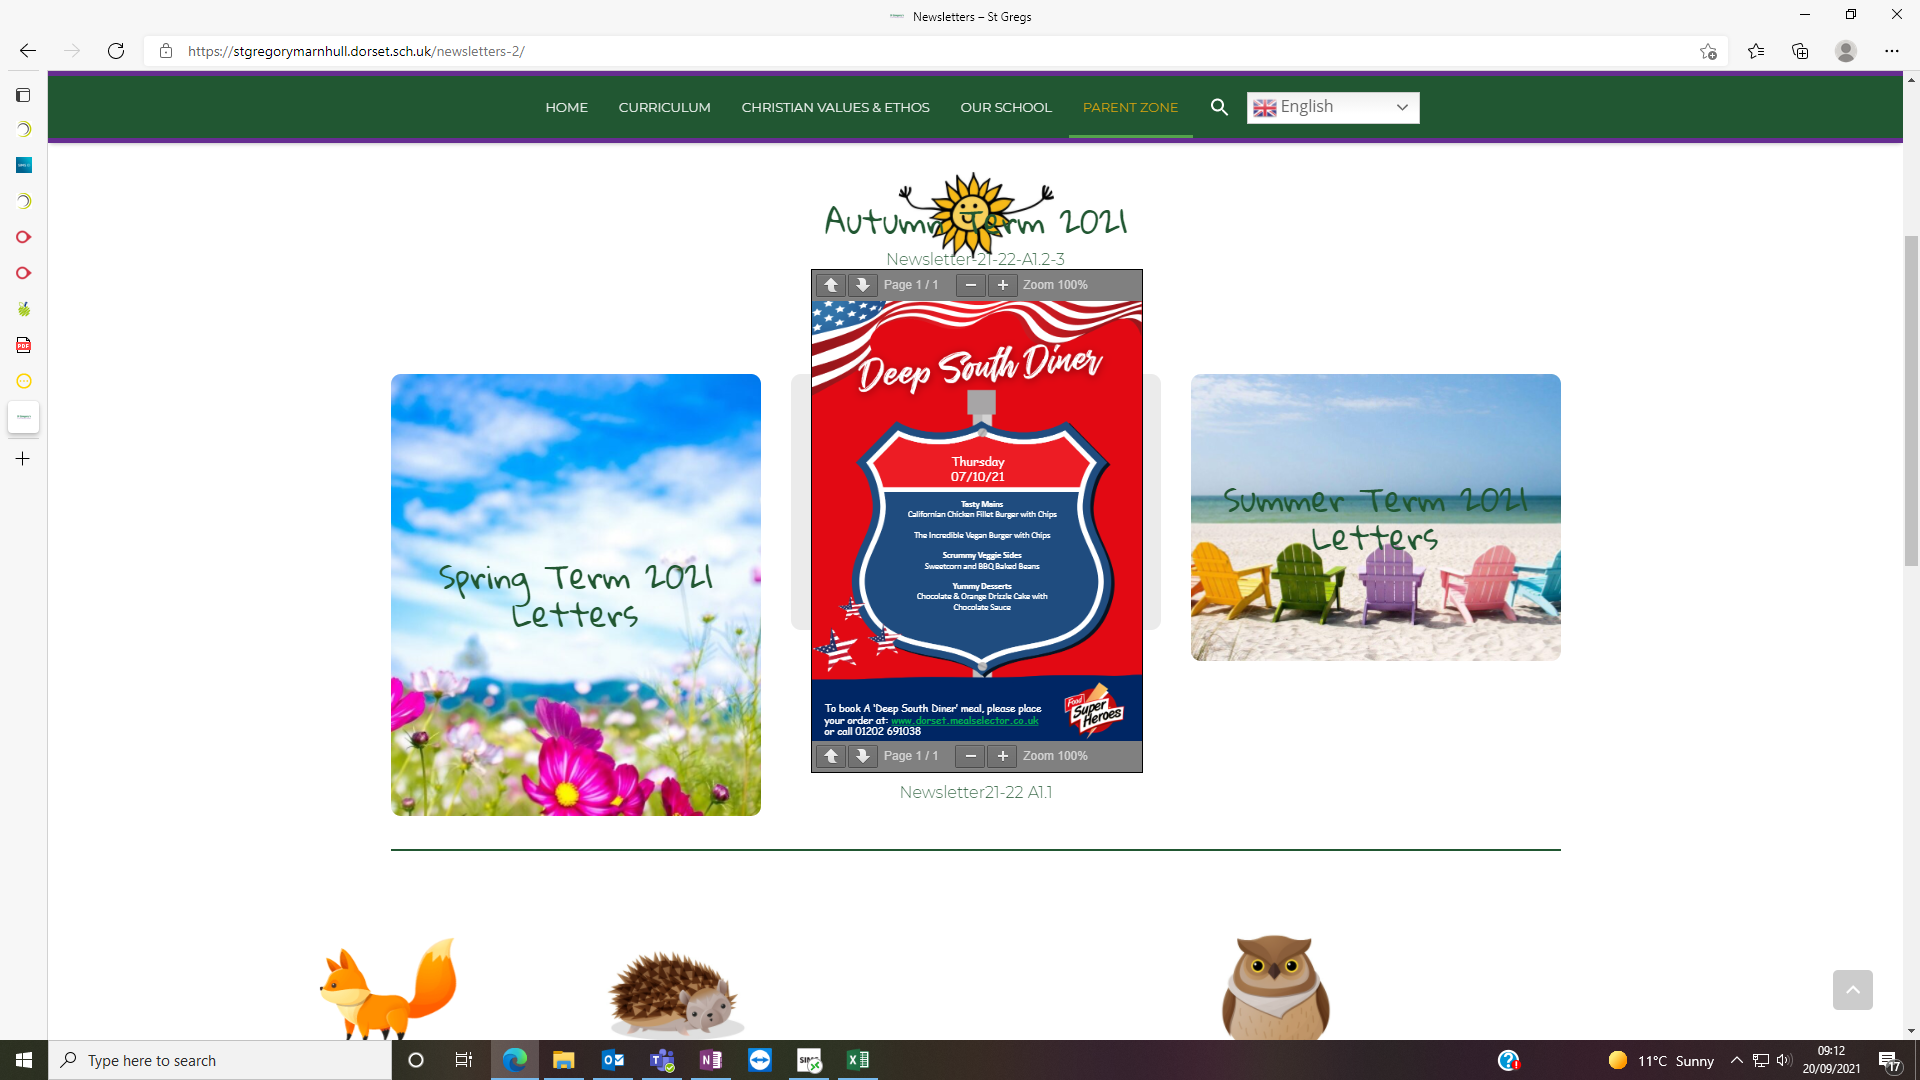 Newsletters – St Gregs
https://stgregorymarnhull.dorset.sch.uk/newsletters-2/
HOME CURRICULUM CHRISTIAN VALUES & ETHOS OUR SCHOOL PARENT ZONE English
Autumn Term 2021
Newsletter-21-22-A1.2-3
Page 1 / 1 Zoom 100%
Deep South Diner
Thursday
07/10/21
Tasty Mains
Californian Chicken Fillet Burger with Chips
The Incredible Vegan Burger with Chips
Scrummy Veggie Sides
Sweetcorn and BBQ Baked Beans
Yummy Desserts
Chocolate & Orange Drizzle Cake with
Chocolate Sauce
To book A 'Deep South Diner' meal, please place
your order at: www.dorset.mealselector.co.uk
or call 01202 691038
Food
Super
Heroes
Page 1 / 1 Zoom 100%
Newsletter21-22 A1.1
Spring Term 2021
Letters
Summer Term 2021
Letters
Type here to search
11°C Sunny
09:12
20/09/2021
17